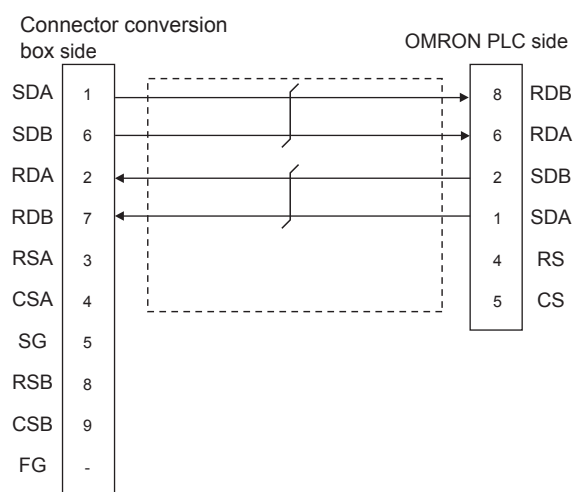 Connector conversion
box side
OMRON PLC side
SDA 1 8 RDB
SDB 6 6 RDA
RDA 2 2 SDB
RDB 7 1 SDA
RSA 3 4 RS
CSA 4 5 CS
SG 5
RSB 8
CSB 9
FG -